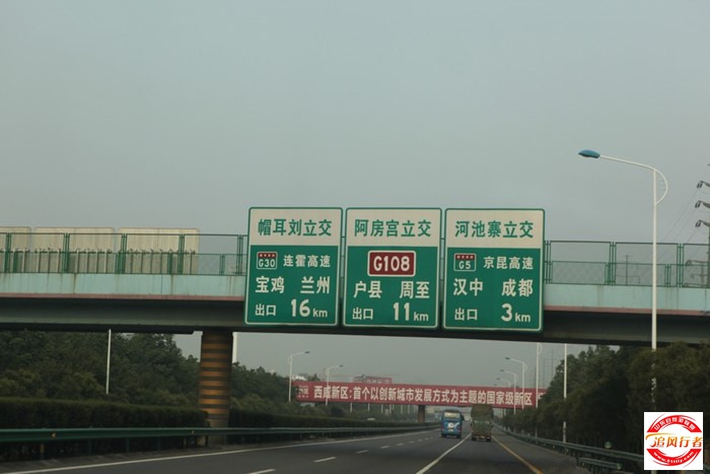 帽耳刘立交
G30 连霍高速
宝鸡 兰州
出口 16 km
阿房宫立交
G108
户县 周至
出口 11 km
河池寨立交
G5 京昆高速
汉中 成都
出口 3 km
西咸新区:首个以创新城市发展方式为主题的国家级新区
追风行者